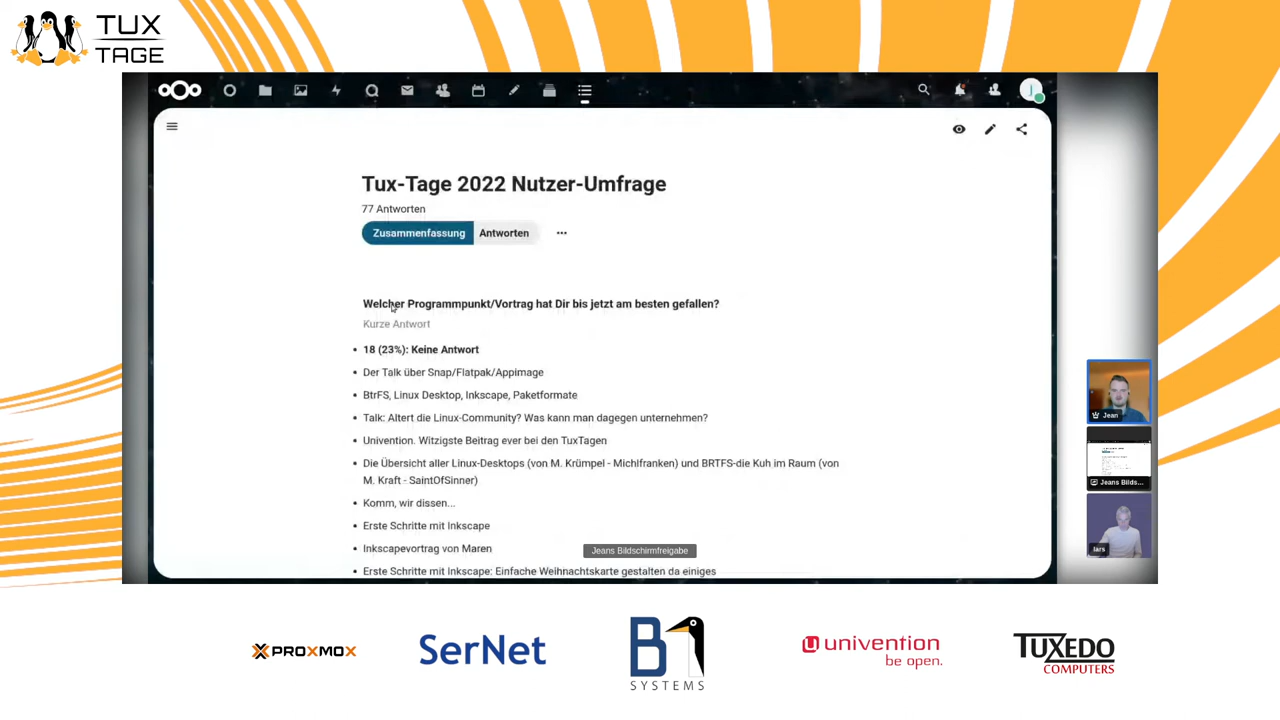 TUX
TAGE
Tux-Tage 2022 Nutzer-Umfrage
77 Antworten
Zusammenfassung Antworten
Welcher Programmpunkt/Vortrag hat Dir bis jetzt am besten gefallen?
Kurze Antwort
• 18 (23%): Keine Antwort
• Der Talk über Snap/Flatpak/Appimage
• BtrFS, Linux Desktop, Inkscape, Paketformate
• Talk: Altert die Linux-Community? Was kann man dagegen unternehmen?
• Univention. Witzigste Beitrag ever bei den TuxTagen
• Die Übersicht aller Linux-Desktops (von M. Krümpel - Michlfranken) und BRTFS-die Kuh im Raum (von
M. Kraft - SaintOfSinner)
• Komm, wir dissen...
• Erste Schritte mit Inkscape
• Inkscapevortrag von Maren
• Erste Schritte mit Inkscape: Einfache Weihnachtskarte gestalten da einiges
Jeans Bildschirmfreigabe
Jean
Jeans Bilds...
lars
PROXMOX
SerNet
B1
SYSTEMS
univention
be open.
TUXEDO
COMPUTERS